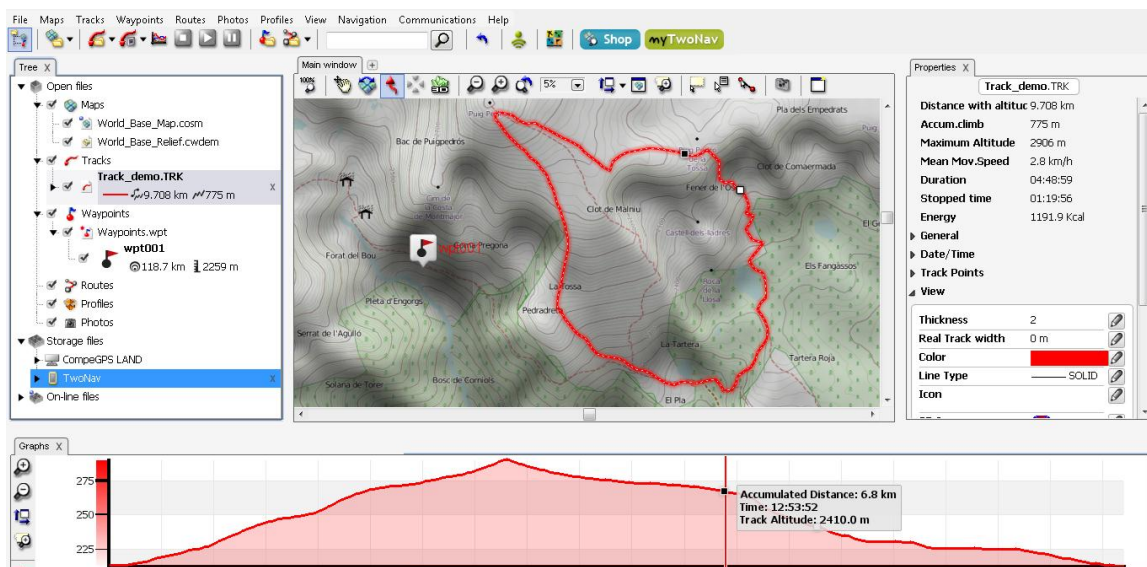 File Maps Tracks Waypoints Routes Photos Profiles View Navigation Communications Help
Shop myTwoNav
Tree X
Open files
Maps
World_Base_Map.cosm
World_Base_Relief.cwdem
Tracks
Track_demo.TRK
9.708 km 775 m
X
Waypoints
Waypoints.wpt
wpt001
118.7 km 2259 m
Routes
Profiles
Photos
Storage files
CompeGPS LAND
TwoNav X
On-line files
Main window
100%
5%
Puig
Pla dels Empedrats
Puig
Bac de Puigpedrós
Tossa
Clot de Comaermada
Fener de l'Os
Clot de Malniu
Castell dels lladres
El G
wpt001
Pregona
Forat del Bou
Els Fangassos
La Tossa
Pleta d'Engorgs
Pedradreta
Serrat de l'Agulló
La Tartera
Tartera Roja
Solana de Torer
Bosc de Comiols
El Pla
Properties X
Track_demo.TRK
Distance with altituc 9.708 km
Accum.climb 775 m
Maximum Altitude 2906 m
Mean Mov.Speed 2.8 km/h
Duration 04:48:59
Stopped time 01:19:56
Energy 1191.9 Kcal
General
Date/Time
Track Points
View
Thickness 2
Real Track width 0 m
Color
Line Type SOLID
Icon
Graphs X
275
250
225
Accumulated Distance: 6.8 km
Time: 12:53:52
Track Altitude: 2410.0 m